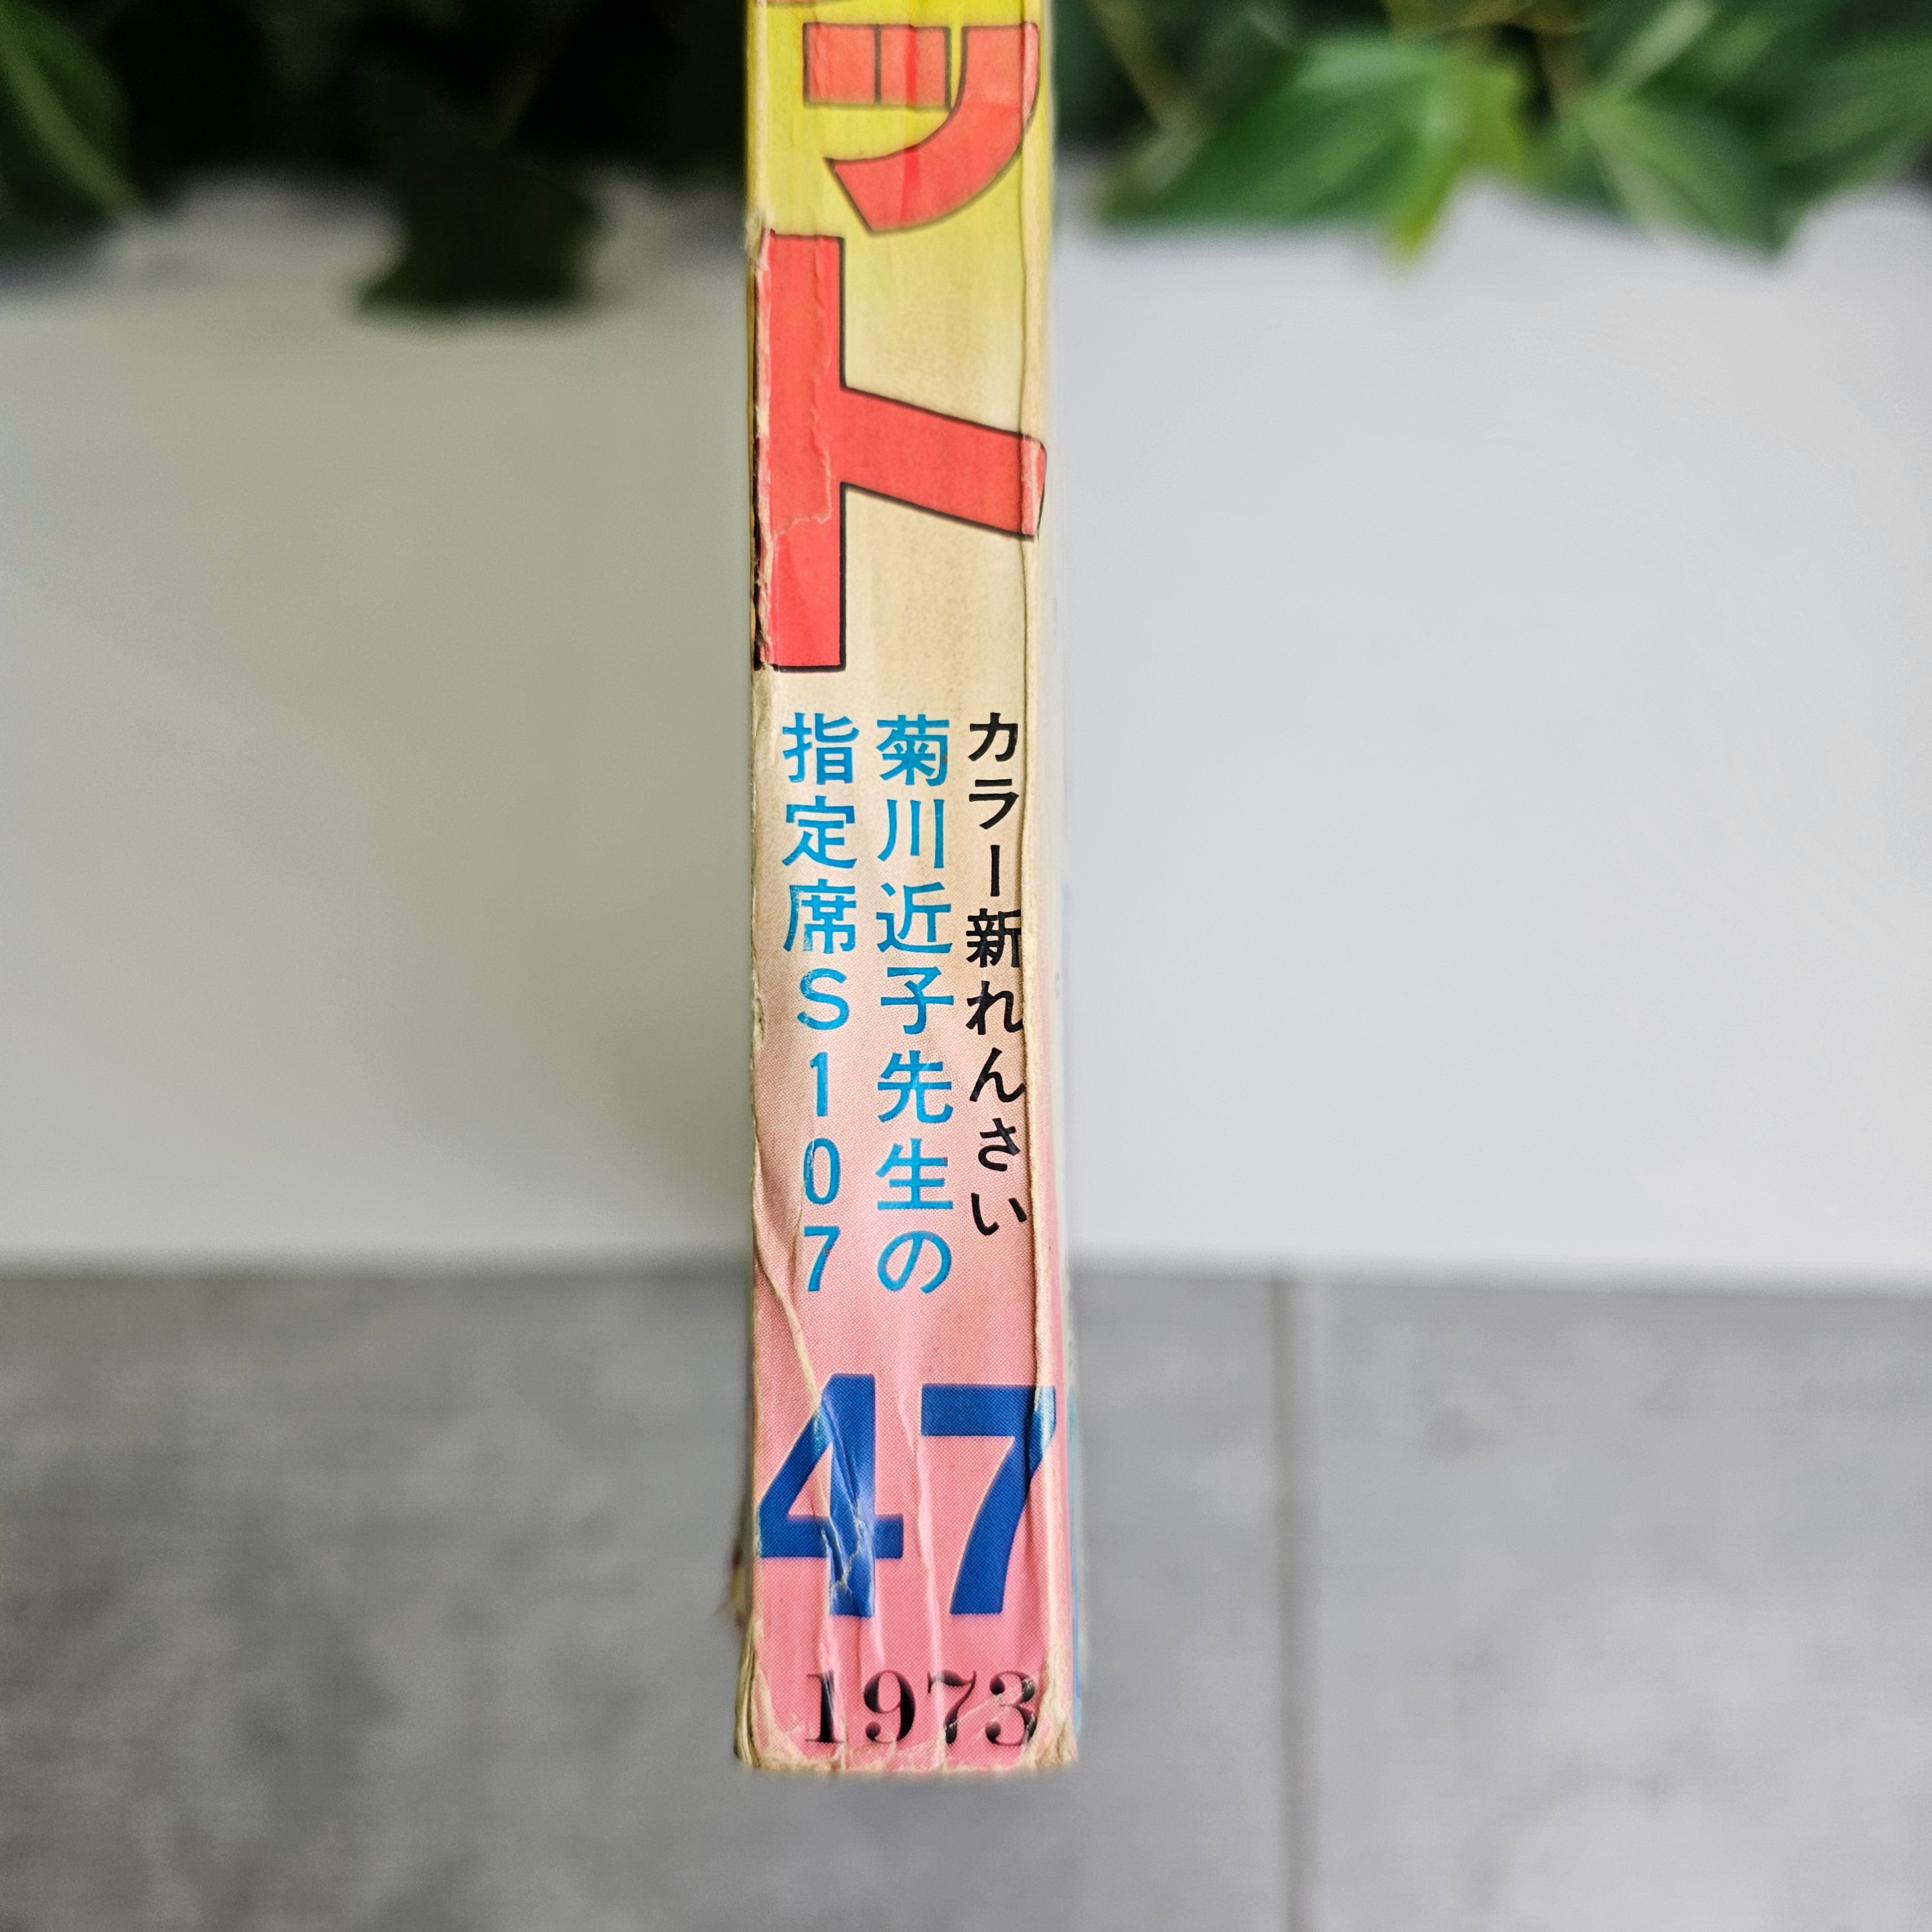 ット
カラー新れんさい
菊川近子先生の
指定席S107
47
1973